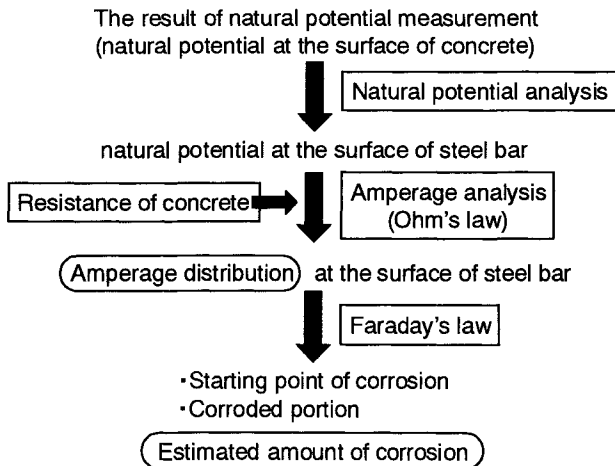 The result of natural potential measurement
(natural potential at the surface of concrete)
Natural potential analysis
natural potential at the surface of steel bar
Resistance of concrete
Amperage analysis
(Ohm's law)
Amperage distribution at the surface of steel bar
Faraday's law
・Starting point of corrosion
・Corroded portion
Estimated amount of corrosion